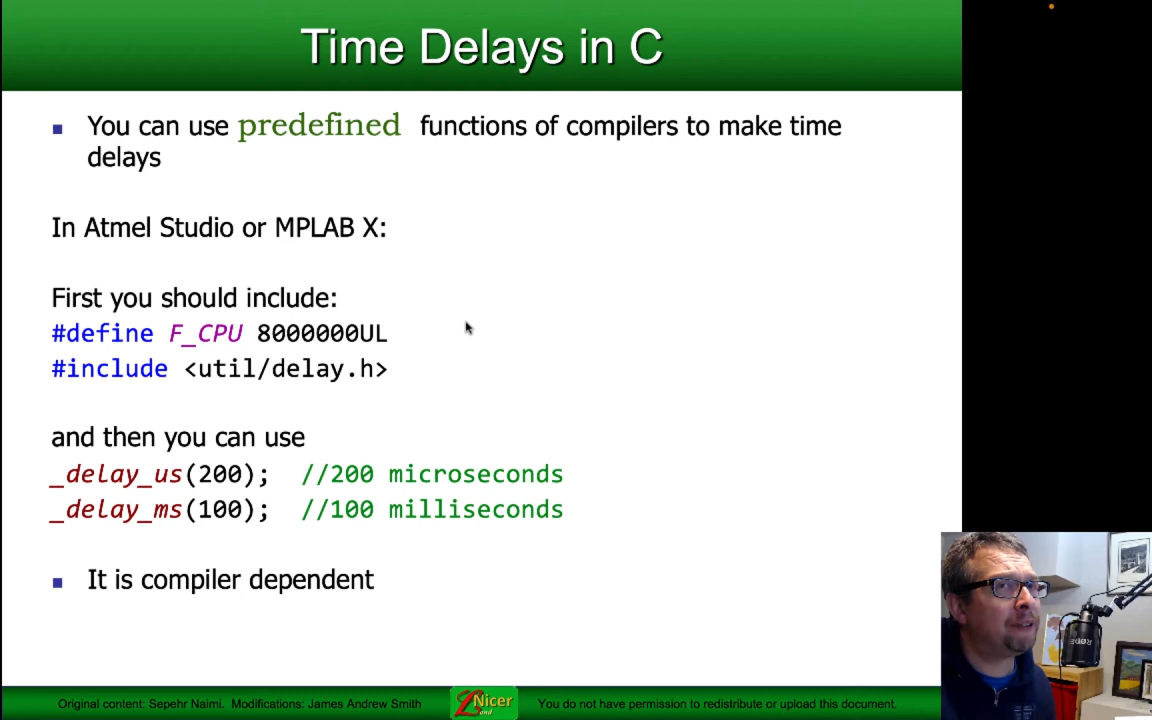 Time Delays in C
You can use predefined functions of compilers to make time
delays
In Atmel Studio or MPLAB X:
First you should include:
#define F_CPU 8000000UL
#include <util/delay.h>
and then you can use
_delay_us(200); //200 microseconds
_delay_ms(100); //100 milliseconds
It is compiler dependent
RØDE
Original content: Sepehr Naimi. Modifications: James Andrew Smith
Nicer
Land
You do not have permission to redistribute or upload this document.